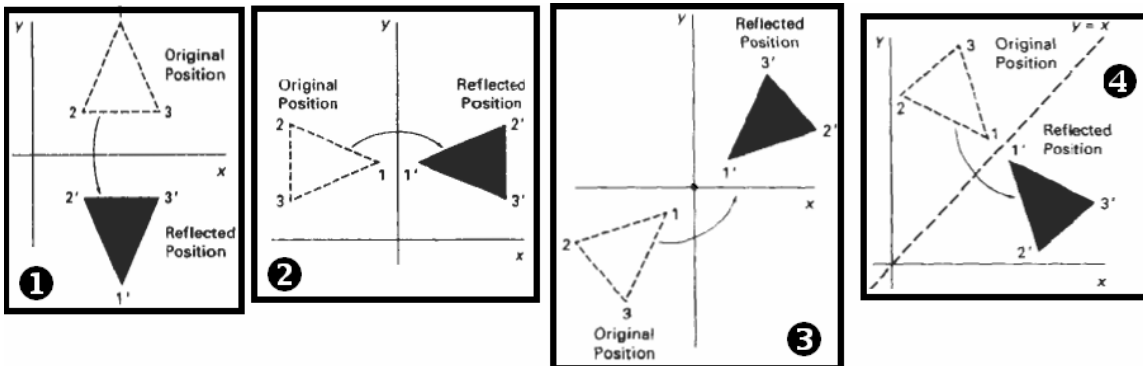 y
Original
Position
2 3
x
2' 3'
Reflected
Position
1'
1
y
Original
Position
Reflected
Position
2 2'
1 1'
3 3'
x
2
y
Reflected
Position
3'
2'
1'
x
1
2
3
Original
Position
3
y = x
Y
Original
Position
3
2
1
Reflected
Position
1'
3'
2'
x
4